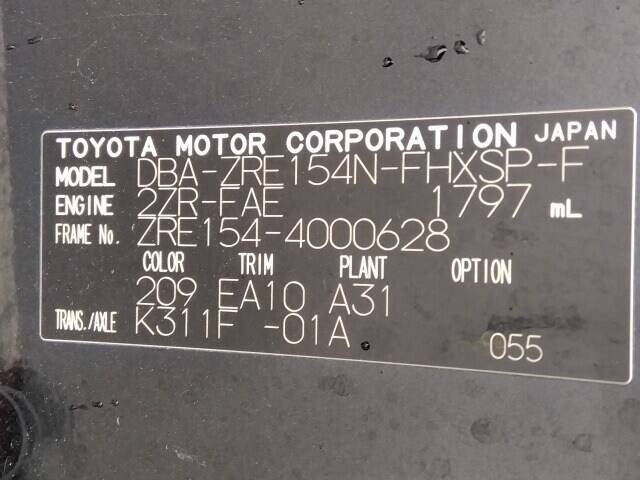 TOYOTA MOTOR CORPORATION JAPAN
MODEL DBA-ZRE154N-FHXSP-F
ENGINE 2ZR-FAE 1797 mL
FRAME No. ZRE154-4000628
COLOR TRIM PLANT OPTION
209 EA10 A31
TRANS./AXLE K311F -01A
055